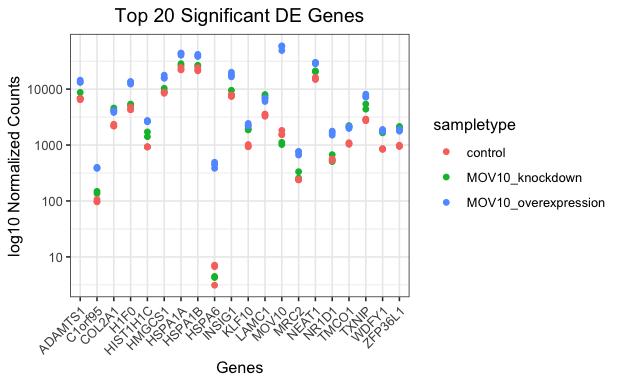 Top 20 Significant DE Genes
log10 Normalized Counts
10000
1000
100
10
ADAMTS1
C1orf95
COL2A1
H1F0
HIST1H1C
HMGCS1
HSPA1A
HSPA1B
HSPA6
INSIG1
KLF10
LAMC1
MOV10
MRC2
NEAT1
NR1D1
TMCO1
TXNIP
WDFY1
ZFP36L1
Genes
sampletype
control
MOV10_knockdown
MOV10_overexpression